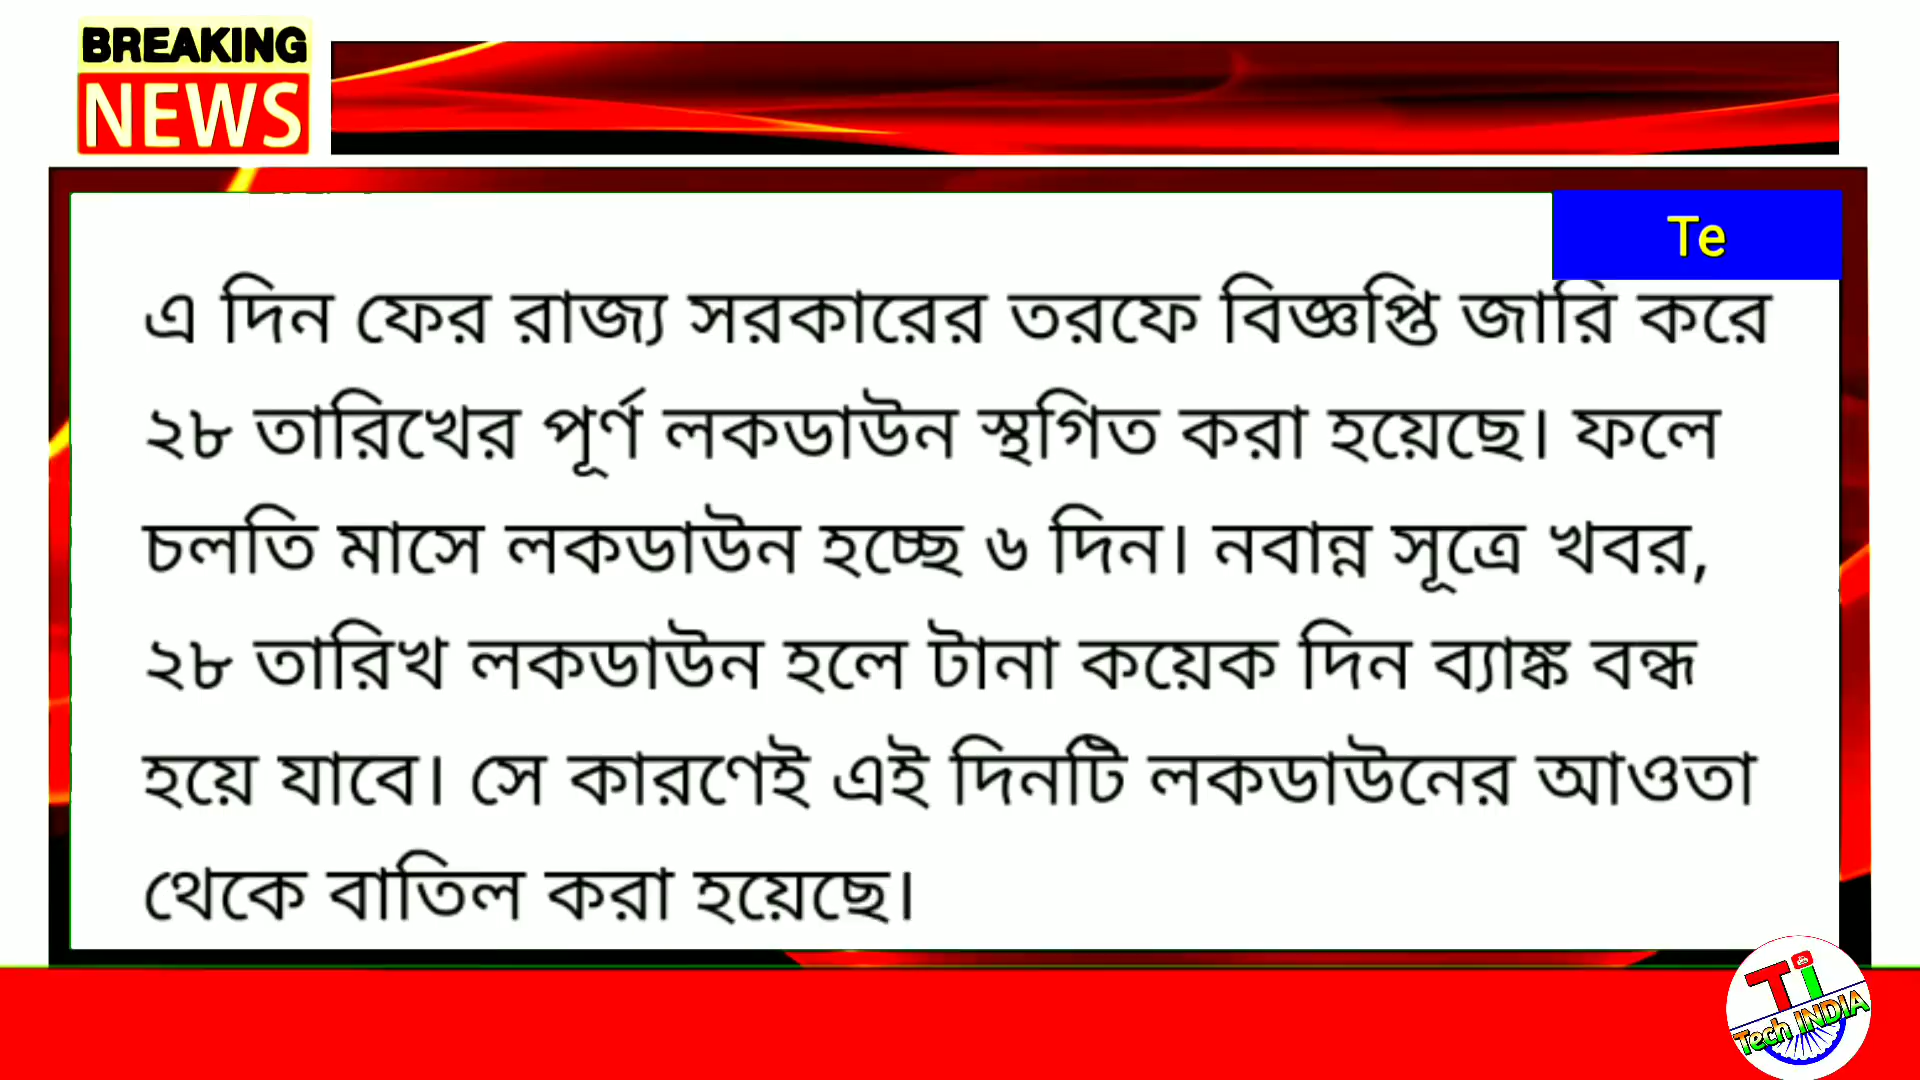 BREAKING
NEWS
Te
এ দিন ফের রাজ্য সরকারের তরফে বিজ্ঞপ্তি জারি করে
২৮ তারিখের পূর্ণ লকডাউন স্থগিত করা হয়েছে। ফলে
চলতি মাসে লকডাউন হচ্ছে ৬ দিন। নবান্ন সূত্রে খবর,
২৮ তারিখ লকডাউন হলে টানা কয়েক দিন ব্যাঙ্ক বন্ধ
হয়ে যাবে। সে কারণেই এই দিনটি লকডাউনের আওতা
থেকে বাতিল করা হয়েছে।
Ti
Tech INDIA